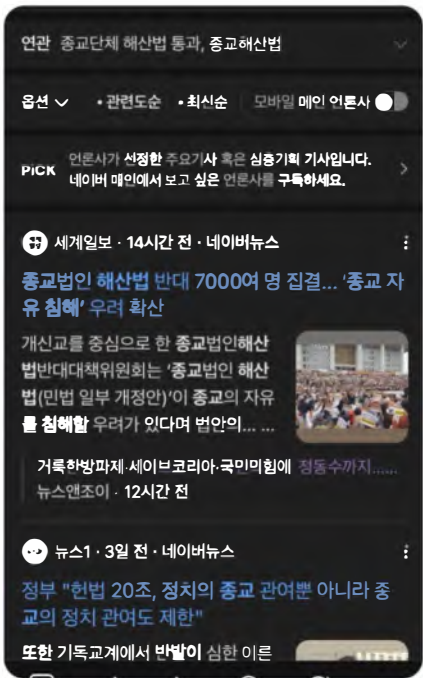 연관 종교단체 해산법 통과, 종교해산법
옵션 •관련도순 •최신순 모바일 메인 언론사
PiCK 언론사가 선정한 주요기사 혹은 심층기획 기사입니다.
네이버 메인에서 보고 싶은 언론사를 구독하세요.
세계일보 · 14시간 전 · 네이버뉴스
종교법인 해산법 반대 7000여 명 집결... ‘종교 자
유 침해’ 우려 확산
개신교를 중심으로 한 종교법인해산
법반대대책위원회는 ‘종교법인 해산
법(민법 일부 개정안)’이 종교의 자유
를 침해할 우려가 있다며 법안의... ...
거룩한방파제·세이브코리아·국민의힘에 정동수까지......
뉴스앤조이 · 12시간 전
뉴스1 · 3일 전 · 네이버뉴스
정부 "헌법 20조, 정치의 종교 관여뿐 아니라 종
교의 정치 관여도 제한"
또한 기독교계에서 반발이 심한 이른